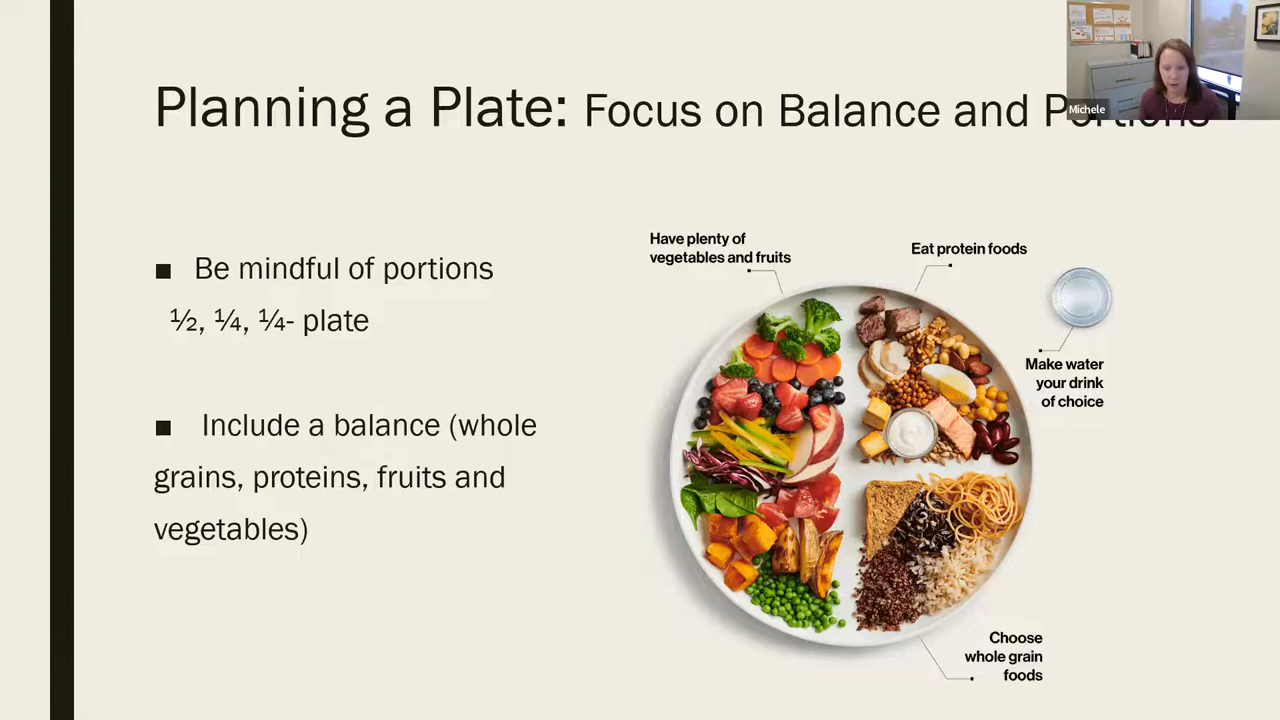 Planning a Plate: Focus on Balance and Portions
Michele
■ Be mindful of portions
½, ¼, ¼- plate
■ Include a balance (whole
grains, proteins, fruits and
vegetables)
Have plenty of
vegetables and fruits
Eat protein foods
Make water
your drink
of choice
Choose
whole grain
foods